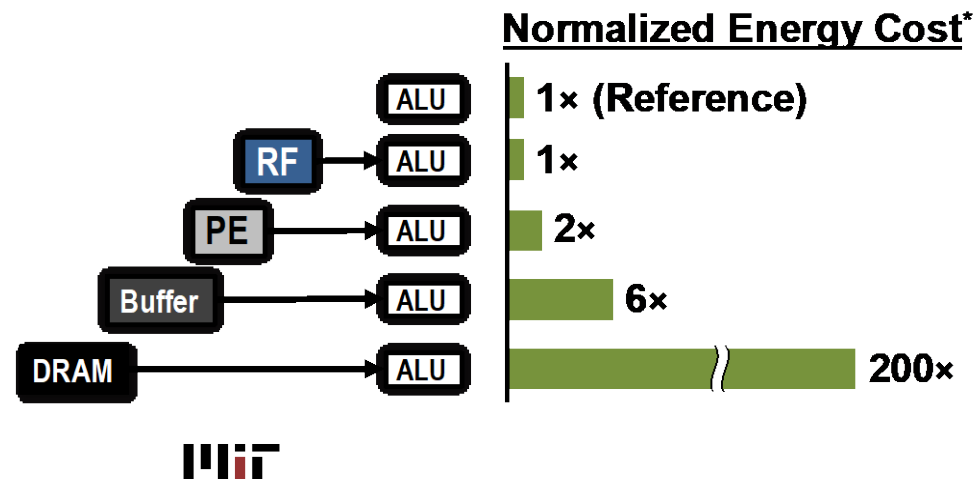 Normalized Energy Cost*
ALU 1× (Reference)
RF ALU 1×
PE ALU 2×
Buffer ALU 6×
DRAM ALU 200×
MIT